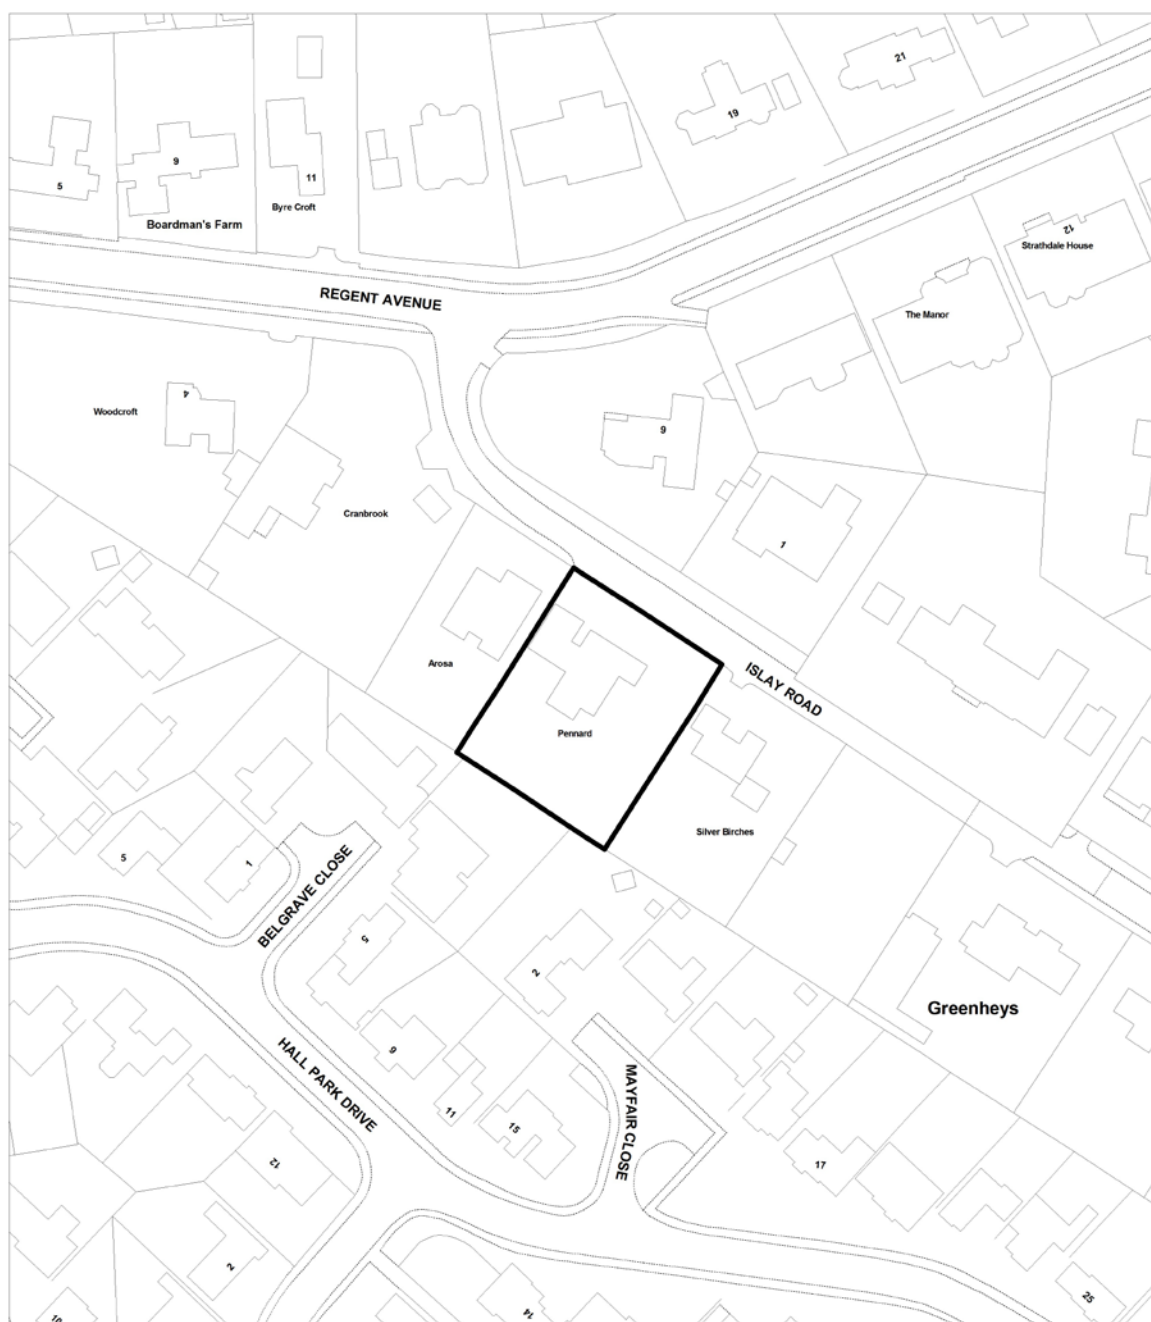 21
19
9
11
5
Byre Croft
Boardman's Farm
12
Strathdale House
REGENT AVENUE
The Manor
4
Woodcroft
Cranbrook
1
Arosa
ISLAY ROAD
Pennard
Silver Birches
5
1
BELGRAVE CLOSE
5
2
Greenheys
HALL PARK DRIVE
9
MAYFAIR CLOSE
11
15
17
12
2
25
14